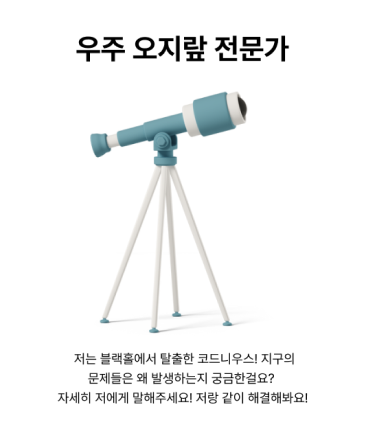 우주 오지랖 전문가
저는 블랙홀에서 탈출한 코드니우스! 지구의
문제들은 왜 발생하는지 궁금한걸요?
자세히 저에게 말해주세요! 저랑 같이 해결해봐요!